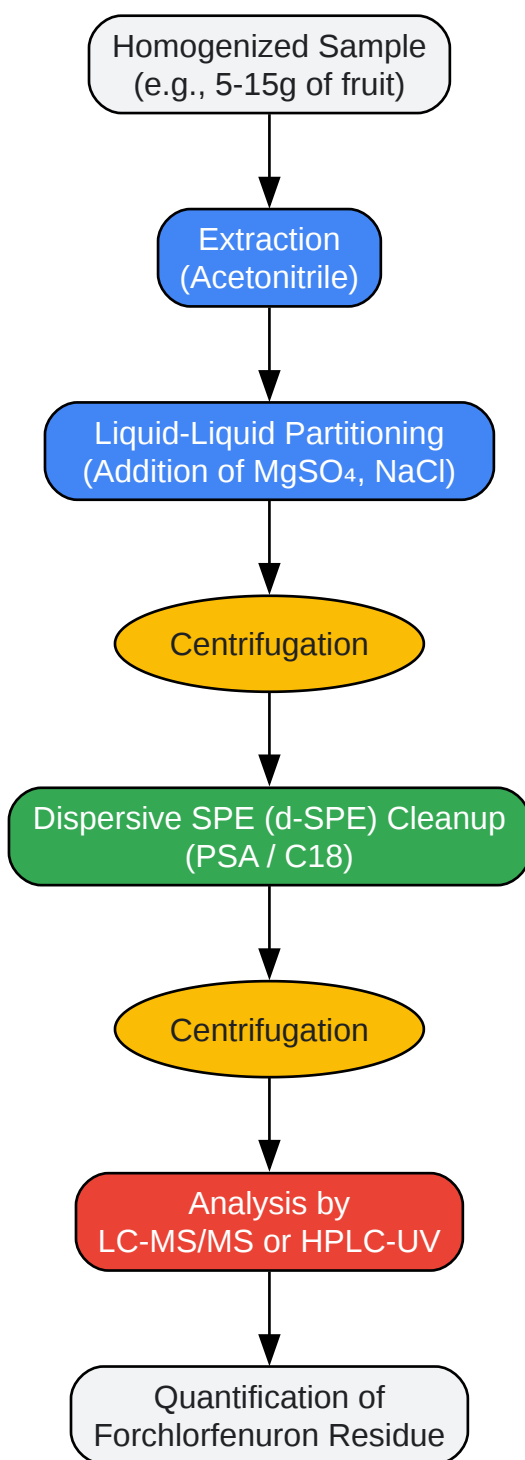 Homogenized Sample
(e.g., 5-15g of fruit)
Extraction
(Acetonitrile)
Liquid-Liquid Partitioning
(Addition of MgSO₄, NaCl)
Centrifugation
Dispersive SPE (d-SPE) Cleanup
(PSA / C18)
Centrifugation
Analysis by
LC-MS/MS or HPLC-UV
Quantification of
Forchlorfenuron Residue